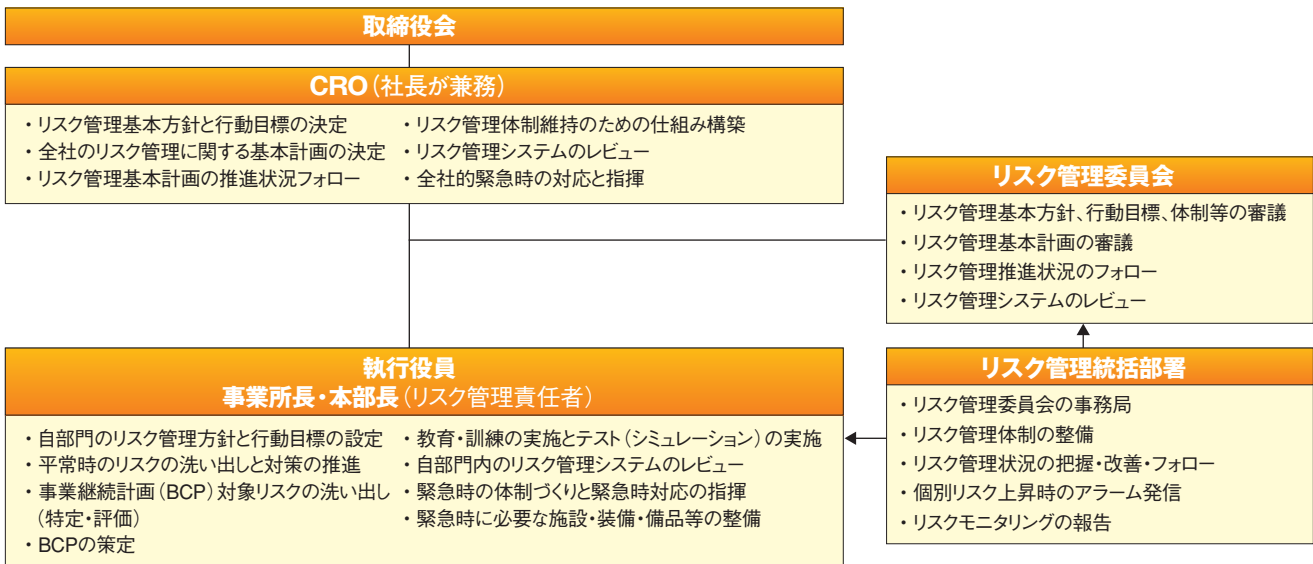 取締役会
CRO（社長が兼務）
・リスク管理基本方針と行動目標の決定
・全社のリスク管理に関する基本計画の決定
・リスク管理基本計画の推進状況フォロー
・リスク管理体制維持のための仕組み構築
・リスク管理システムのレビュー
・全社的緊急時の対応と指揮
リスク管理委員会
・リスク管理基本方針、行動目標、体制等の審議
・リスク管理基本計画の審議
・リスク管理推進状況のフォロー
・リスク管理システムのレビュー
執行役員
事業所長・本部長（リスク管理責任者）
・自部門のリスク管理方針と行動目標の設定
・平常時のリスクの洗い出しと対策の推進
・事業継続計画（BCP）対象リスクの洗い出し
（特定・評価）
・BCPの策定
・教育・訓練の実施とテスト（シミュレーション）の実施
・自部門内のリスク管理システムのレビュー
・緊急時の体制づくりと緊急時対応の指揮
・緊急時に必要な施設・装備・備品等の整備
リスク管理統括部署
・リスク管理委員会の事務局
・リスク管理体制の整備
・リスク管理状況の把握・改善・フォロー
・個別リスク上昇時のアラーム発信
・リスクモニタリングの報告